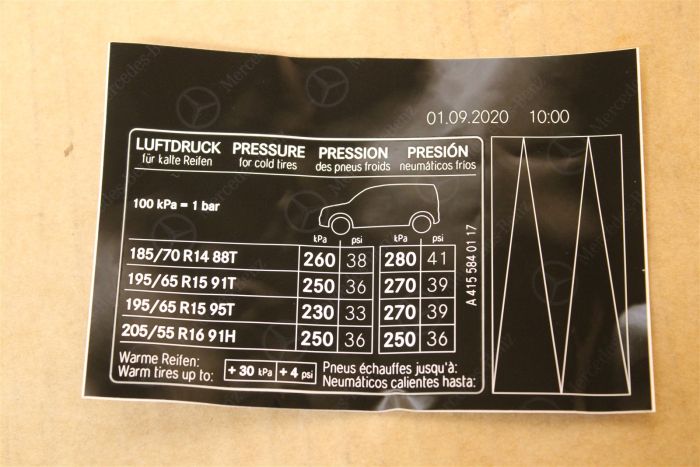 01.09.2020 10:00
LUFTDRUCK PRESSURE PRESSION PRESIÓN
für kalte Reifen for cold tires des pneus froids neumáticos frios
100 kPa = 1 bar
kPa psi kPa psi
185/70 R14 88T 260 38 280 41
195/65 R15 91T 250 36 270 39
195/65 R15 95T 230 33 270 39
205/55 R16 91H 250 36 250 36
Warme Reifen: Pneus échauffes jusqu'à:
Warm tires up to: +30 kPa +4 psi Neumáticos calientes hasta:
A 415 584 01 17
Mercedes-Benz